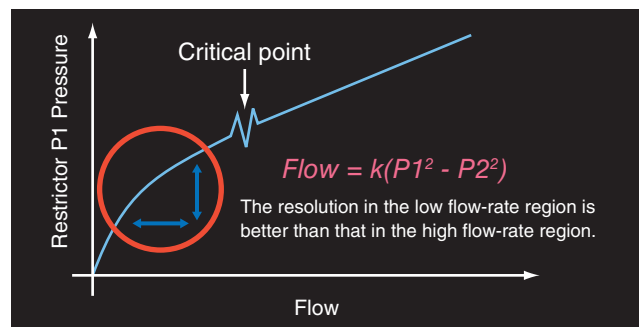 Critical point
Restrictor P1 Pressure
Flow = k(P1² - P2²)
The resolution in the low flow-rate region is
better than that in the high flow-rate region.
Flow